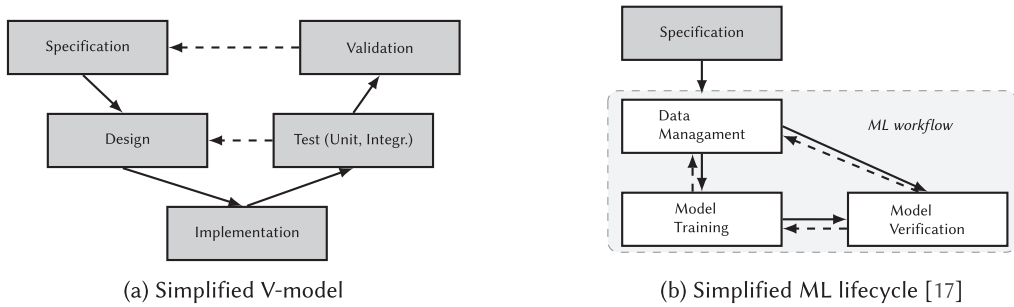 Specification
Validation
Design
Test (Unit, Integr.)
Implementation
(a) Simplified V-model
Specification
ML workflow
Data
Managament
Model
Training
Model
Verification
(b) Simplified ML lifecycle [17]